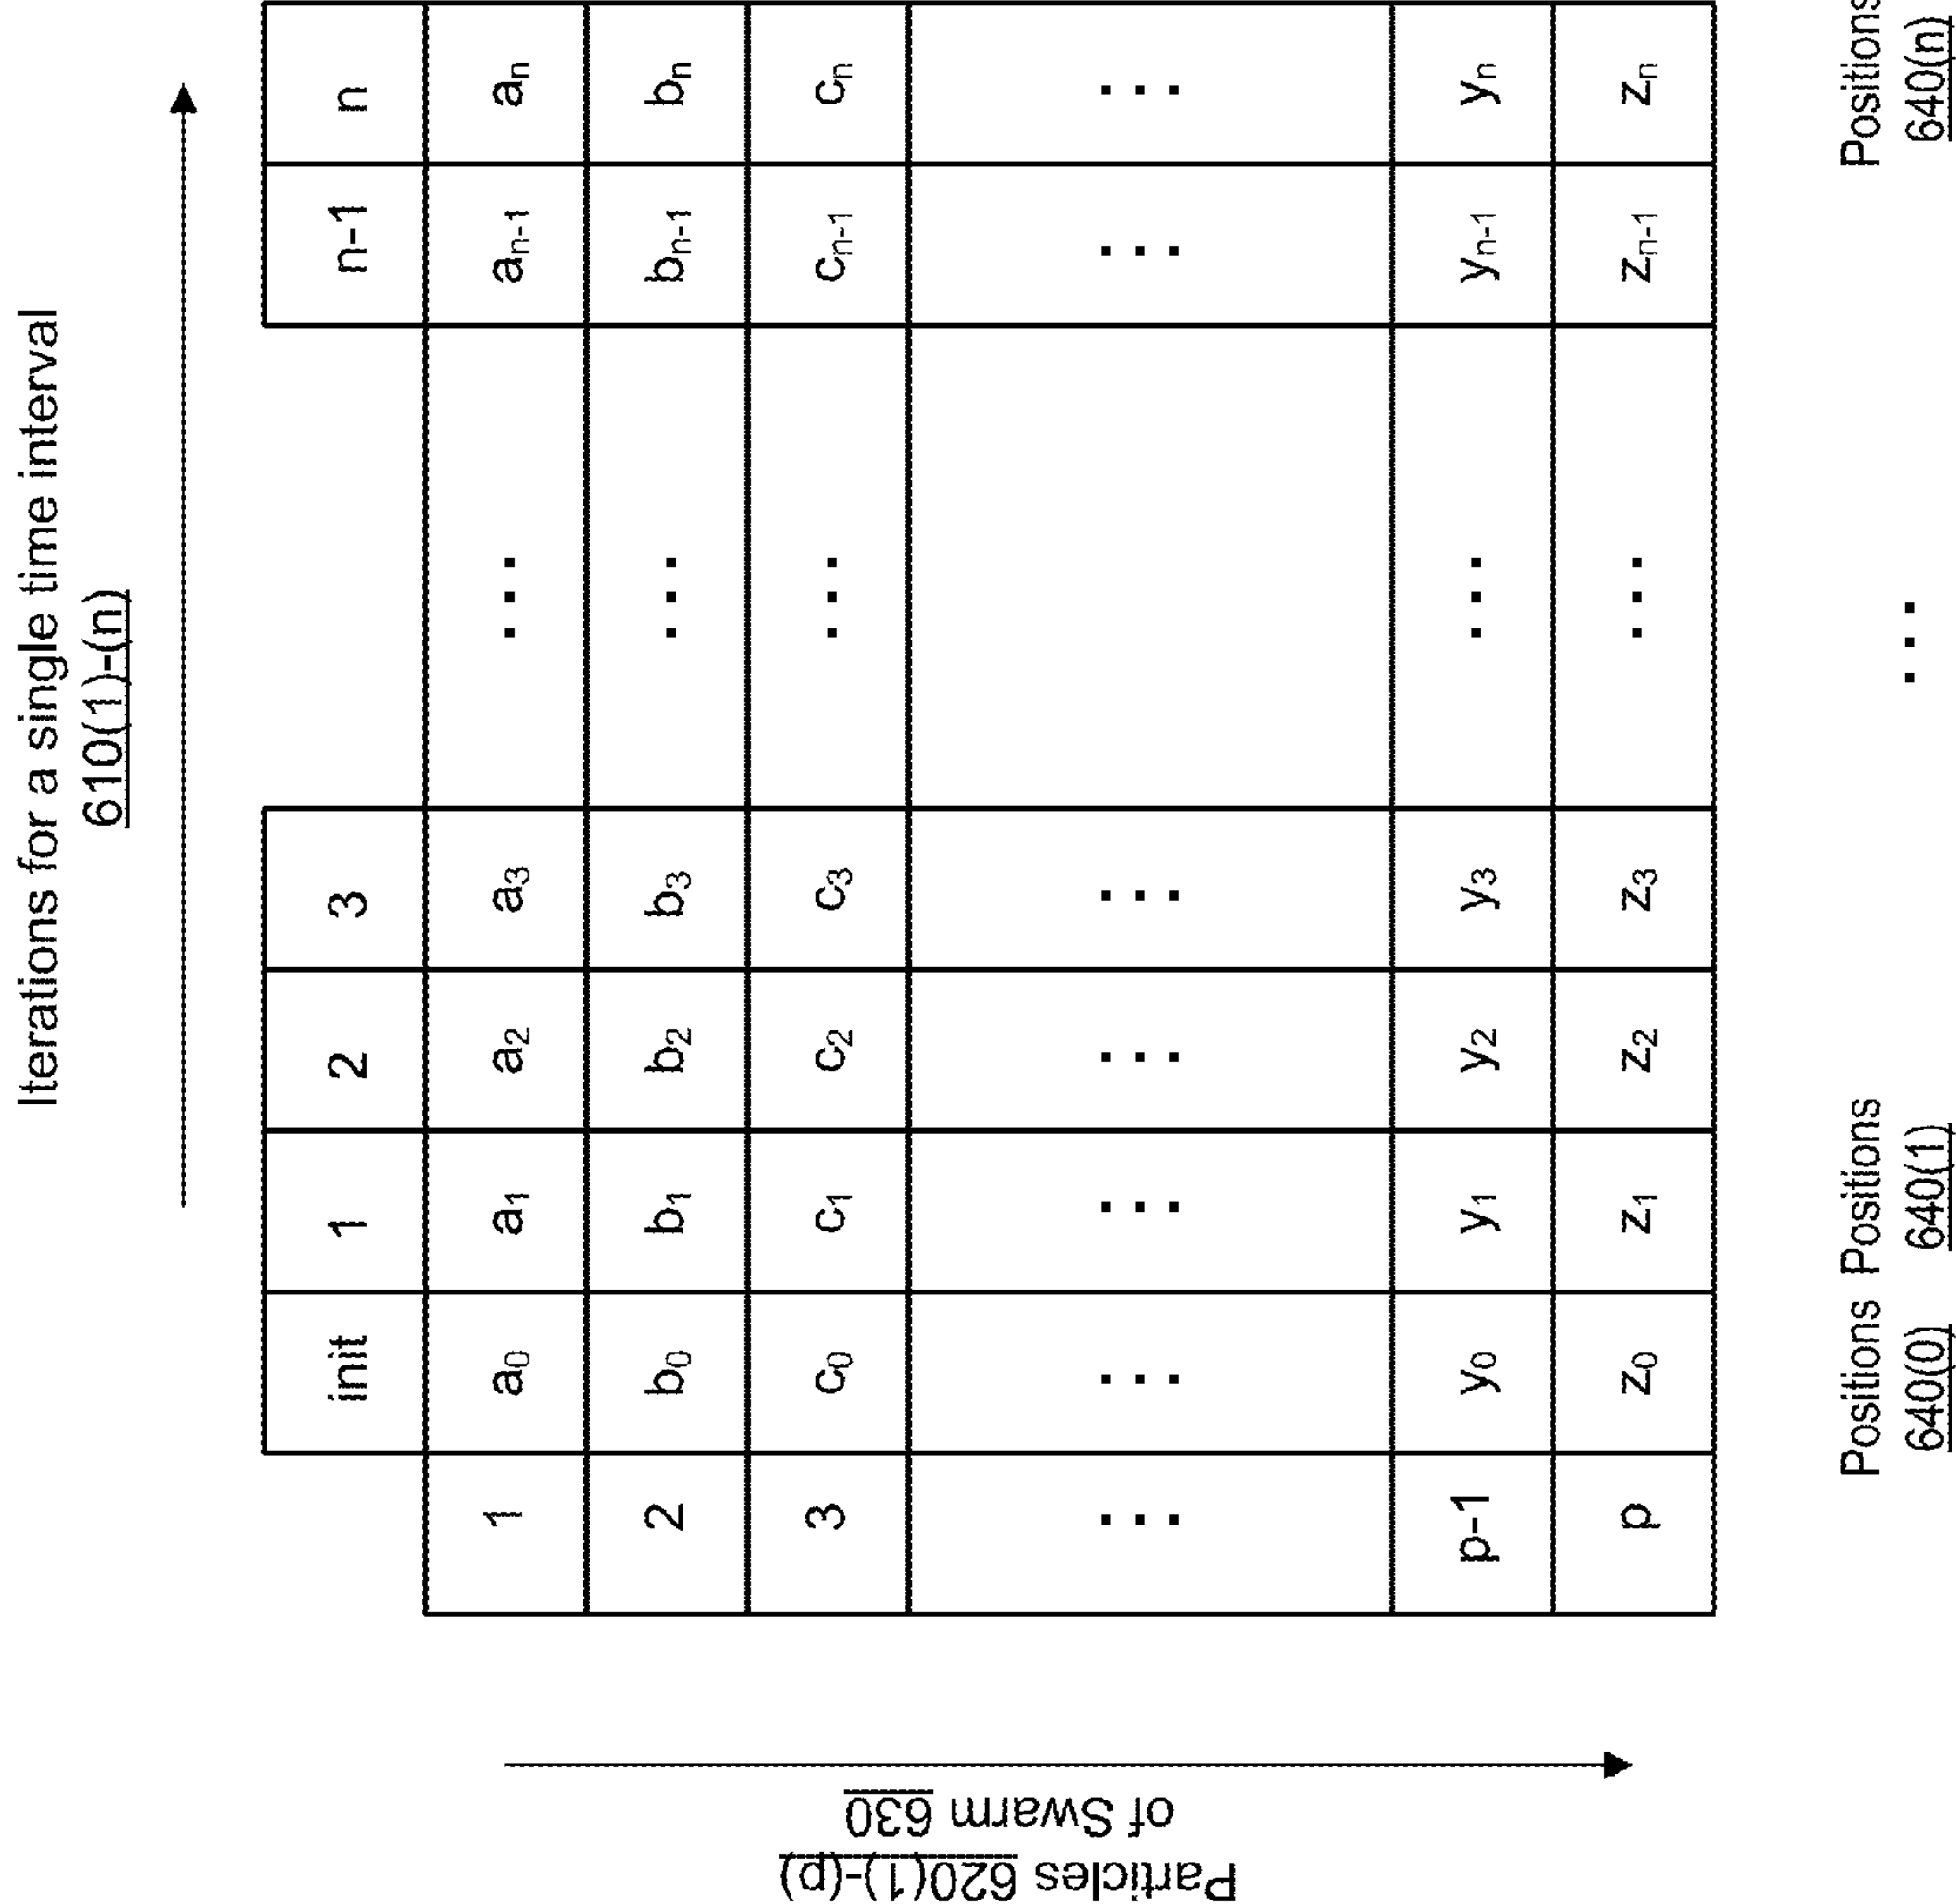 Iterations for a single time interval
610(1)-(n)
init 1 2 3 n-1 n
1 a₀ a₁ a₂ a₃ ... aₙ₋₁ aₙ
2 b₀ b₁ b₂ b₃ ... bₙ₋₁ bₙ
3 c₀ c₁ c₂ c₃ ... cₙ₋₁ cₙ
... ... ... ... ... ... ...
p-1 y₀ y₁ y₂ y₃ ... yₙ₋₁ yₙ
p z₀ z₁ z₂ z₃ ... zₙ₋₁ zₙ
Particles 620(1)-(p)
of Swarm 630
Positions Positions Positions
640(0) 640(1) ... 640(n)